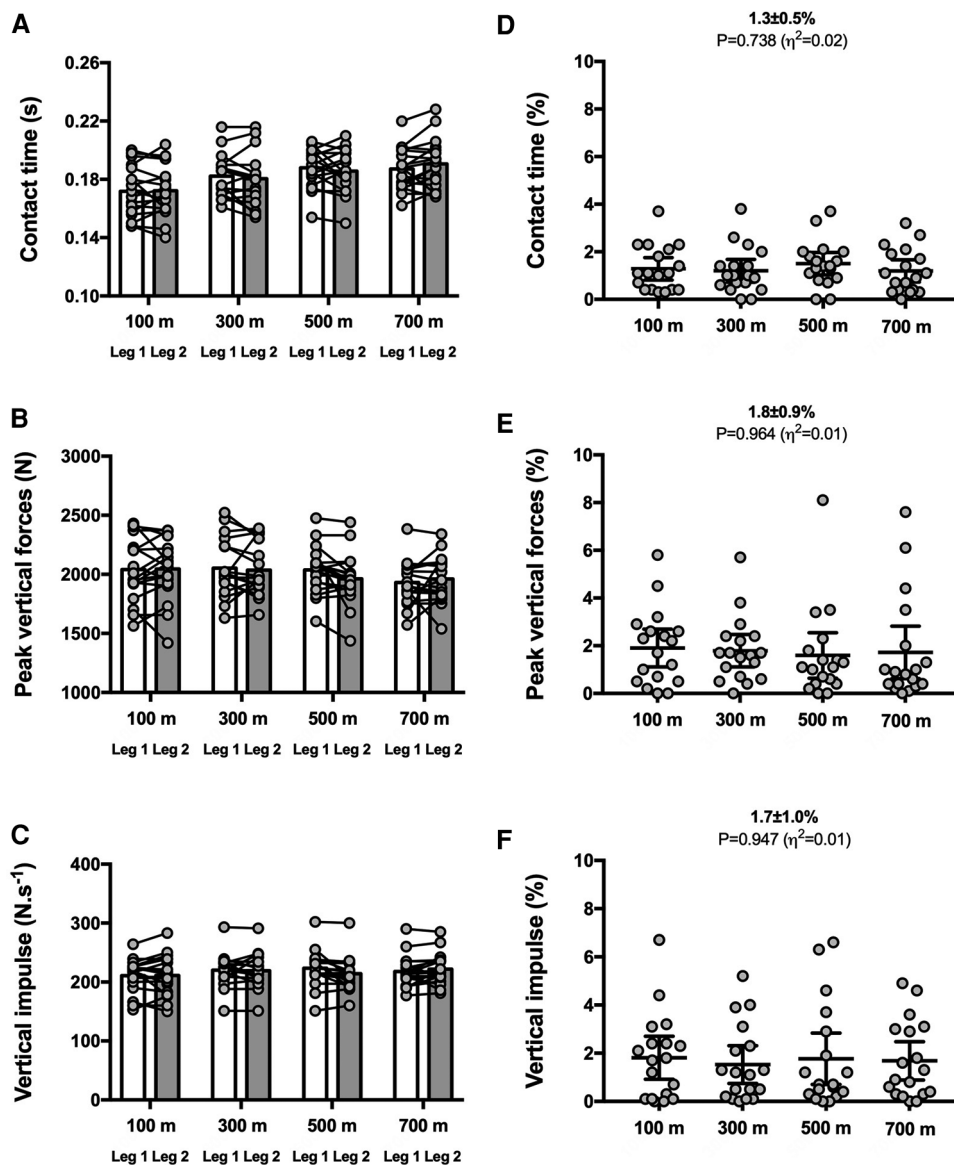 A
Contact time (s)
0.26
0.22
0.18
0.14
0.10
100 m 300 m 500 m 700 m
Leg 1 Leg 2 Leg 1 Leg 2 Leg 1 Leg 2 Leg 1 Leg 2
D
1.3±0.5%
P=0.738 (η²=0.02)
Contact time (%)
10
8
6
4
2
0
100 m 300 m 500 m 700 m
B
Peak vertical forces (N)
3000
2500
2000
1500
1000
100 m 300 m 500 m 700 m
Leg 1 Leg 2 Leg 1 Leg 2 Leg 1 Leg 2 Leg 1 Leg 2
E
1.8±0.9%
P=0.964 (η²=0.01)
Peak vertical forces (%)
10
8
6
4
2
0
100 m 300 m 500 m 700 m
C
Vertical impulse (N.s⁻¹)
400
300
200
100
0
100 m 300 m 500 m 700 m
Leg 1 Leg 2 Leg 1 Leg 2 Leg 1 Leg 2 Leg 1 Leg 2
F
1.7±1.0%
P=0.947 (η²=0.01)
Vertical impulse (%)
10
8
6
4
2
0
100 m 300 m 500 m 700 m